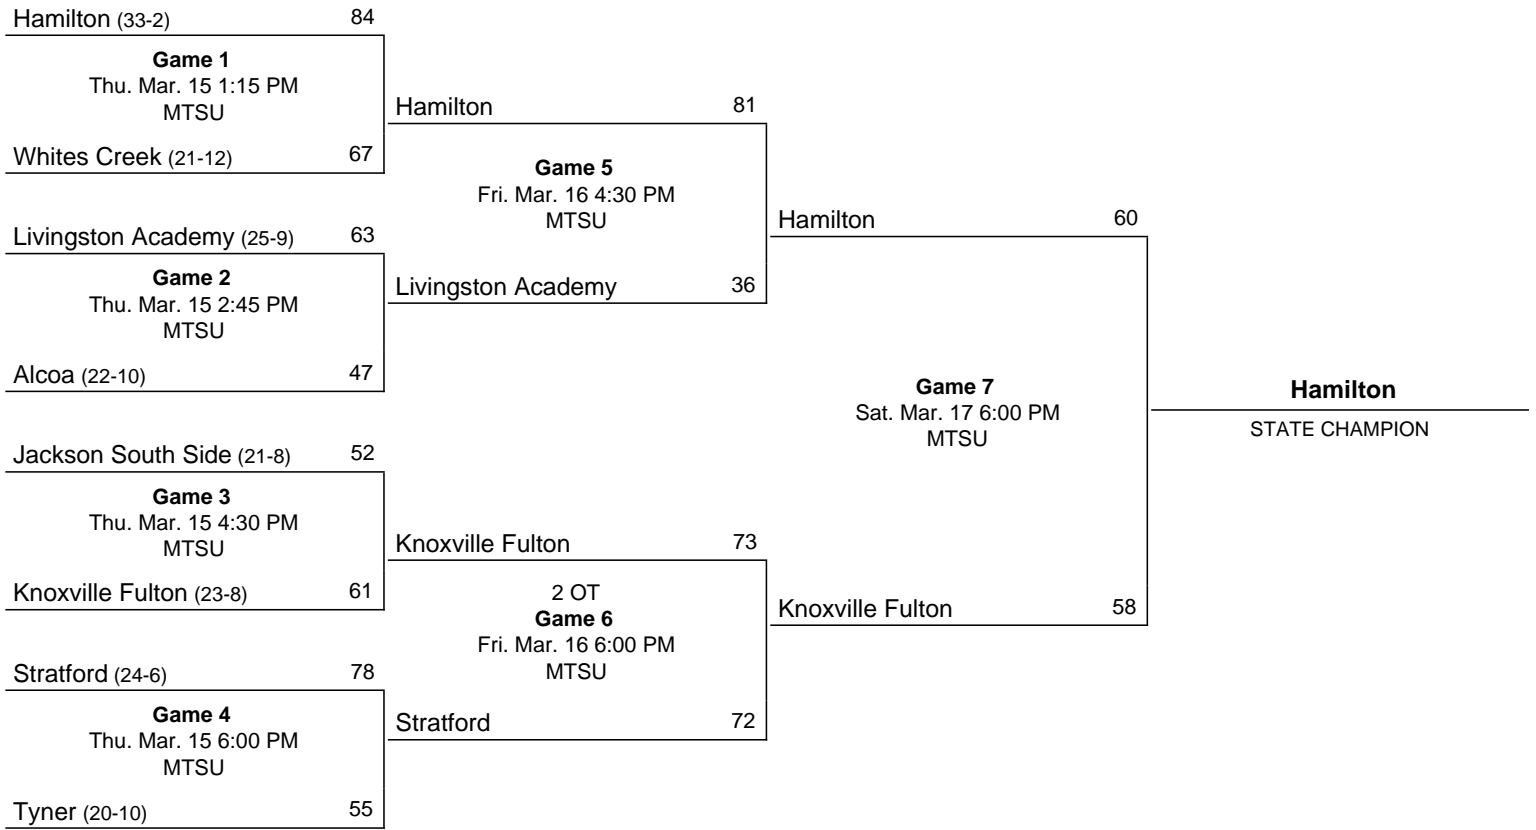 Hamilton (33-2) 84
Game 1
Thu. Mar. 15 1:15 PM
MTSU
Whites Creek (21-12) 67
Livingston Academy (25-9) 63
Game 2
Thu. Mar. 15 2:45 PM
MTSU
Alcoa (22-10) 47
Jackson South Side (21-8) 52
Game 3
Thu. Mar. 15 4:30 PM
MTSU
Knoxville Fulton (23-8) 61
Stratford (24-6) 78
Game 4
Thu. Mar. 15 6:00 PM
MTSU
Tyner (20-10) 55
Hamilton 81
Game 5
Fri. Mar. 16 4:30 PM
MTSU
Livingston Academy 36
Knoxville Fulton 73
2 OT
Game 6
Fri. Mar. 16 6:00 PM
MTSU
Stratford 72
Hamilton 60
Game 7
Sat. Mar. 17 6:00 PM
MTSU
Knoxville Fulton 58
Hamilton
STATE CHAMPION